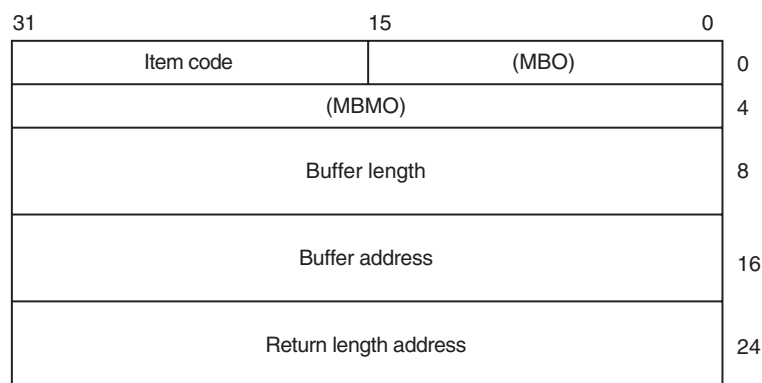 31 15 0
Item code (MBO) 0
(MBMO) 4
Buffer length 8
Buffer address 16
Return length address 24